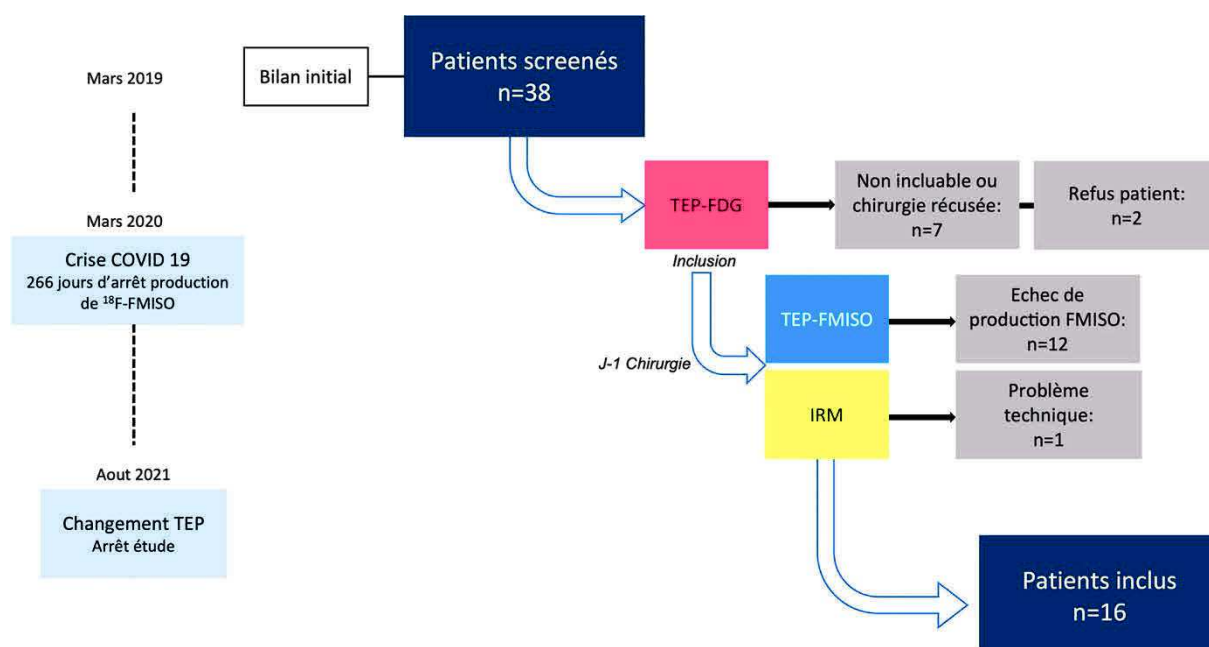 Mars 2019
Mars 2020
Crise COVID 19
266 jours d’arrêt production
de ¹⁸F-FMISO
Aout 2021
Changement TEP
Arrêt étude
Bilan initial
Patients screenés
n=38
TEP-FDG
Non incluable ou
chirurgie récusée:
n=7
Refus patient:
n=2
Inclusion
J-1 Chirurgie
TEP-FMISO
Echec de
production FMISO:
n=12
IRM
Problème
technique:
n=1
Patients inclus
n=16